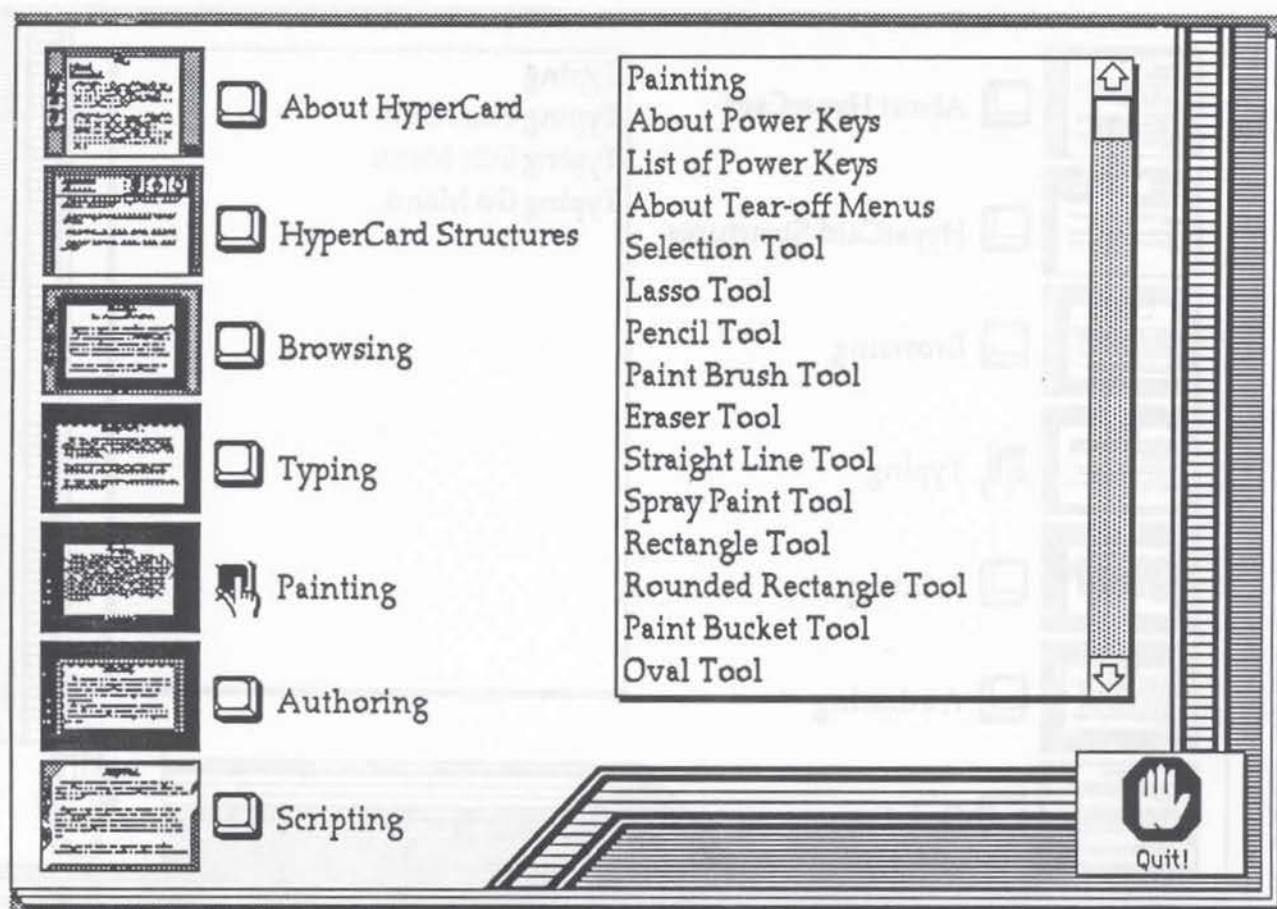 About HyperCard
HyperCard Structures
Browsing
Typing
Painting
Authoring
Scripting
Painting
About Power Keys
List of Power Keys
About Tear-off Menus
Selection Tool
Lasso Tool
Pencil Tool
Paint Brush Tool
Eraser Tool
Straight Line Tool
Spray Paint Tool
Rectangle Tool
Rounded Rectangle Tool
Paint Bucket Tool
Oval Tool
Quit!